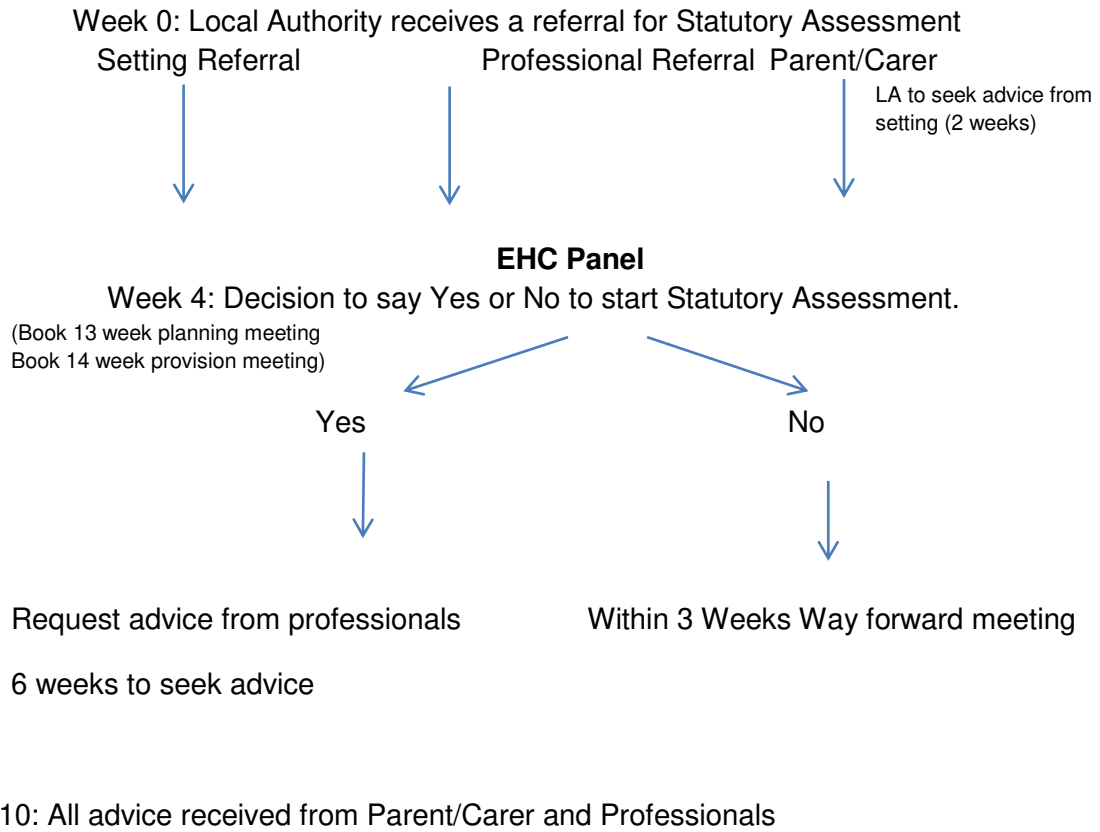 Week 0: Local Authority receives a referral for Statutory Assessment
Setting Referral Professional Referral Parent/Carer
LA to seek advice from
setting (2 weeks)
EHC Panel
Week 4: Decision to say Yes or No to start Statutory Assessment.
(Book 13 week planning meeting
Book 14 week provision meeting)
Yes No
Request advice from professionals Within 3 Weeks Way forward meeting
6 weeks to seek advice
10: All advice received from Parent/Carer and Professionals